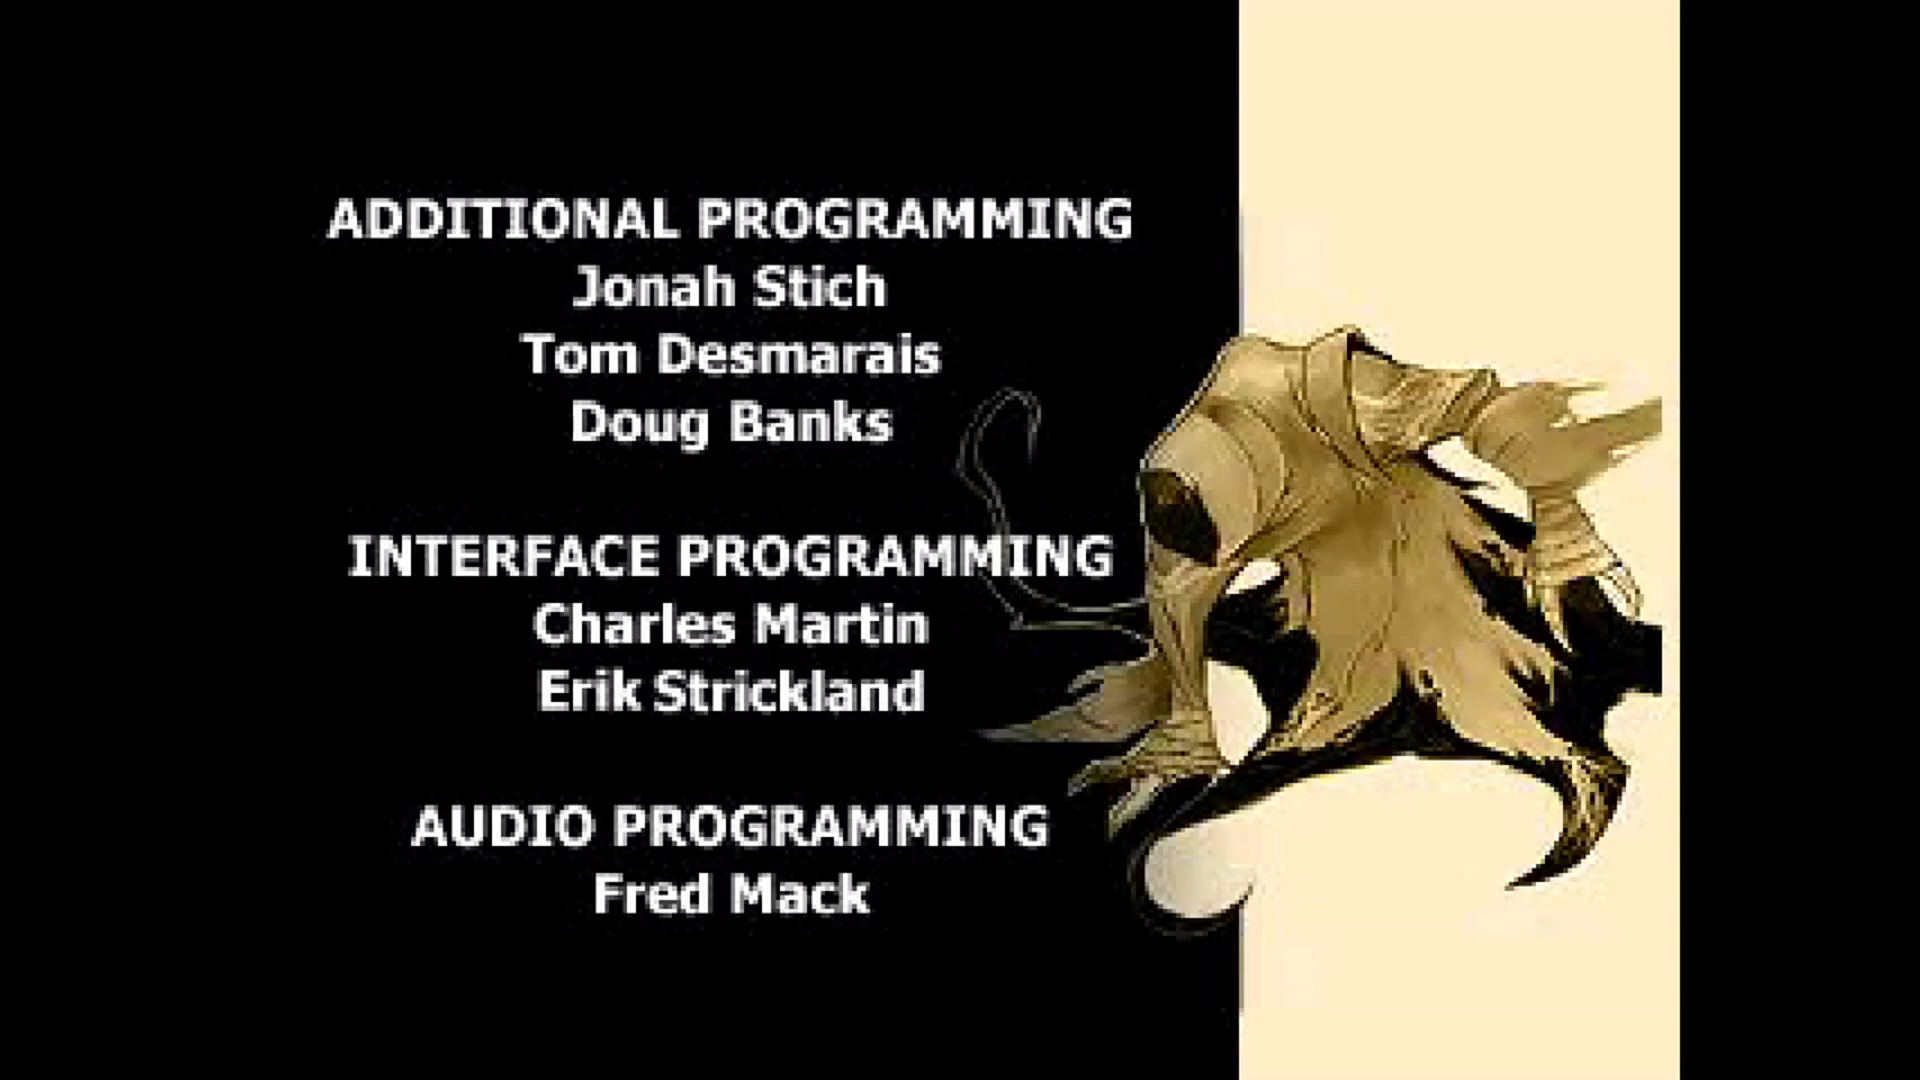 ADDITIONAL PROGRAMMING
Jonah Stich
Tom Desmarais
Doug Banks
INTERFACE PROGRAMMING
Charles Martin
Erik Strickland
AUDIO PROGRAMMING
Fred Mack